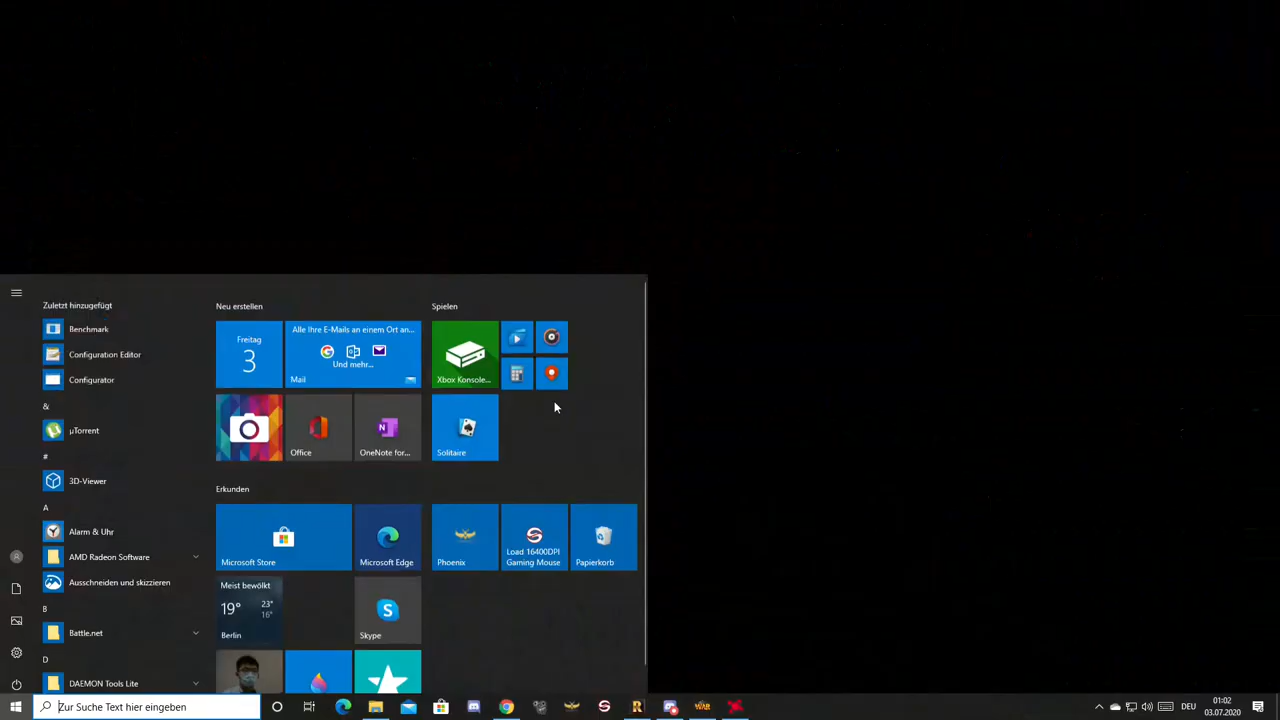 Zuletzt hinzugefügt
Benchmark
Configuration Editor
Configurator
&
µTorrent
#
3D-Viewer
A
Alarm & Uhr
AMD Radeon Software
Ausschneiden und skizzieren
B
Battle.net
D
DAEMON Tools Lite
Neu erstellen
Freitag
3
Alle Ihre E-Mails an einem Ort an...
Und mehr...
Mail
Office
OneNote for...
Erkunden
Microsoft Store
Microsoft Edge
Meist bewölkt
19° 23°
16°
Berlin
Skype
Spielen
Xbox Konsole...
Solitaire
Phoenix
Load 16400DPI
Gaming Mouse
Papierkorb
Zur Suche Text hier eingeben
WAR
DEU
01:02
03.07.2020